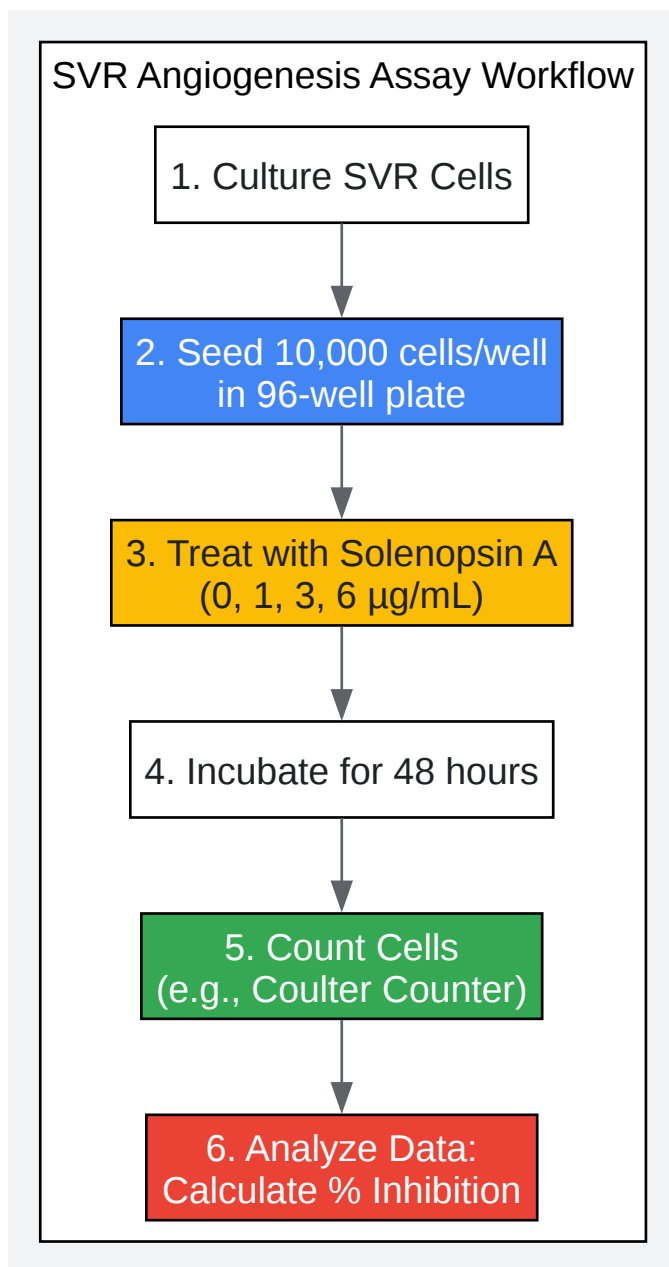 SVR Angiogenesis Assay Workflow
1. Culture SVR Cells
2. Seed 10,000 cells/well
in 96-well plate
3. Treat with Solenopsin A
(0, 1, 3, 6 µg/mL)
4. Incubate for 48 hours
5. Count Cells
(e.g., Coulter Counter)
6. Analyze Data:
Calculate % Inhibition